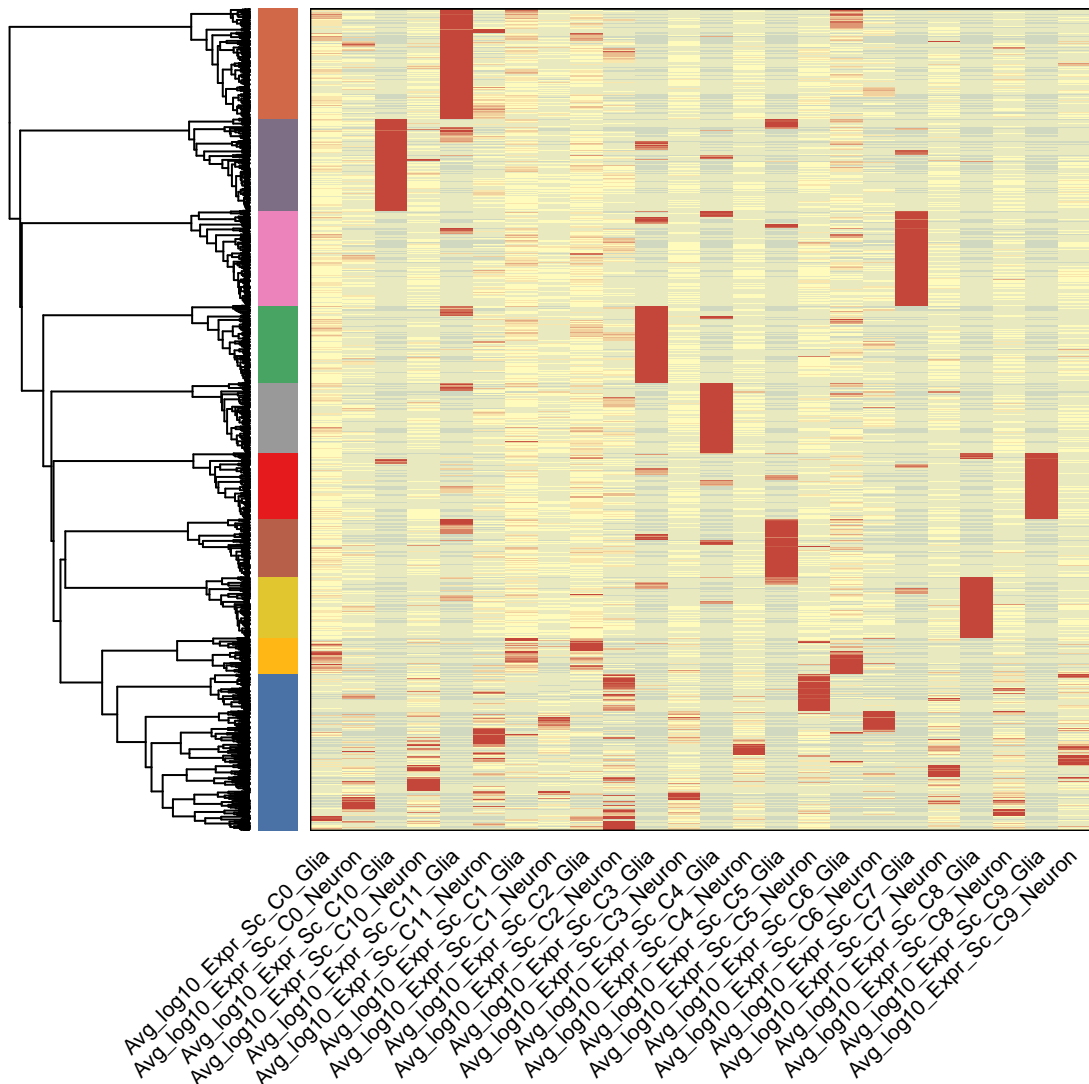 Avg_log10_Expr_Sc_C0_Glia
Avg_log10_Expr_Sc_C0_Neuron
Avg_log10_Expr_Sc_C10_Glia
Avg_log10_Expr_Sc_C10_Neuron
Avg_log10_Expr_Sc_C11_Glia
Avg_log10_Expr_Sc_C11_Neuron
Avg_log10_Expr_Sc_C1_Glia
Avg_log10_Expr_Sc_C1_Neuron
Avg_log10_Expr_Sc_C2_Glia
Avg_log10_Expr_Sc_C2_Neuron
Avg_log10_Expr_Sc_C3_Glia
Avg_log10_Expr_Sc_C3_Neuron
Avg_log10_Expr_Sc_C4_Glia
Avg_log10_Expr_Sc_C4_Neuron
Avg_log10_Expr_Sc_C5_Glia
Avg_log10_Expr_Sc_C5_Neuron
Avg_log10_Expr_Sc_C6_Glia
Avg_log10_Expr_Sc_C6_Neuron
Avg_log10_Expr_Sc_C7_Glia
Avg_log10_Expr_Sc_C7_Neuron
Avg_log10_Expr_Sc_C8_Glia
Avg_log10_Expr_Sc_C8_Neuron
Avg_log10_Expr_Sc_C9_Glia
Avg_log10_Expr_Sc_C9_Neuron